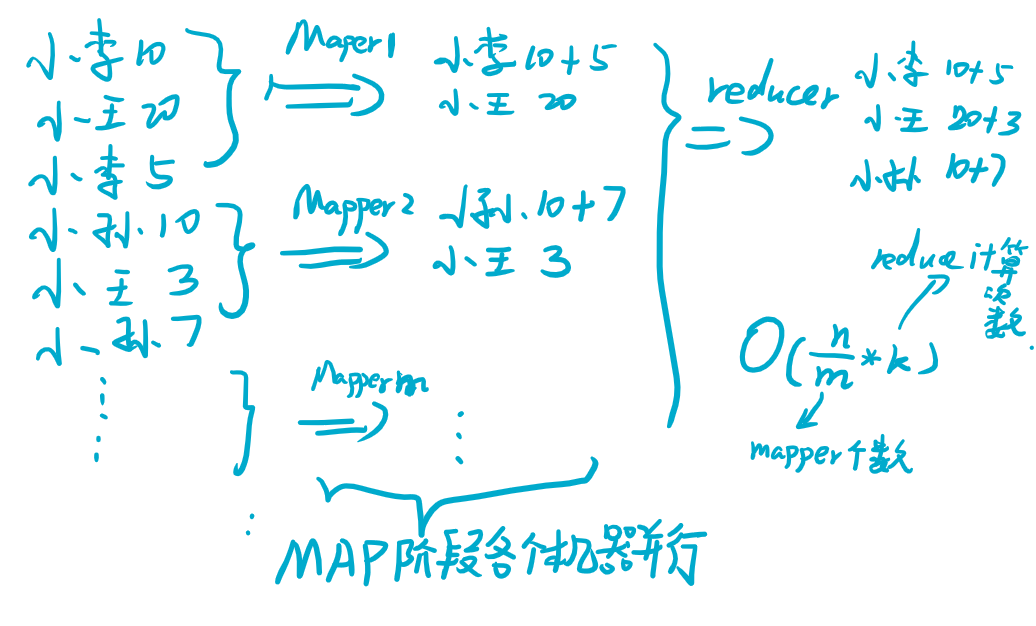 小李 10
小王 20
小李 5
小孙 10
小王 3
小孙 7
Maper1
小李 10+5
小王 20
Mapper2
小孙 10+7
小王 3
Mapper m
reducer
小李 10+5
小王 20+3
小孙 10+7
reduce计算次数
O(n/m*k)
mapper个数
MAP阶段各个机器并行